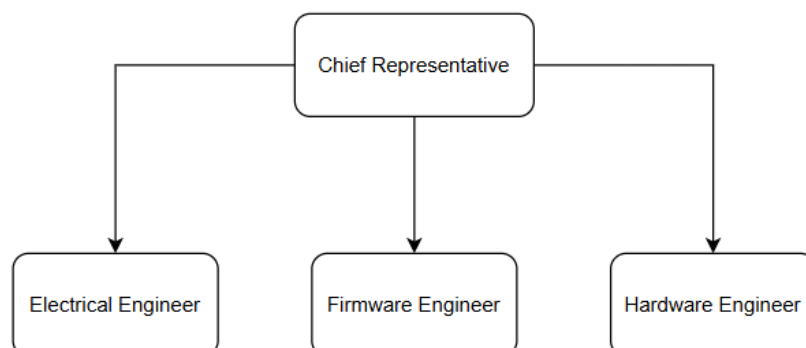 Chief Representative
Electrical Engineer
Firmware Engineer
Hardware Engineer